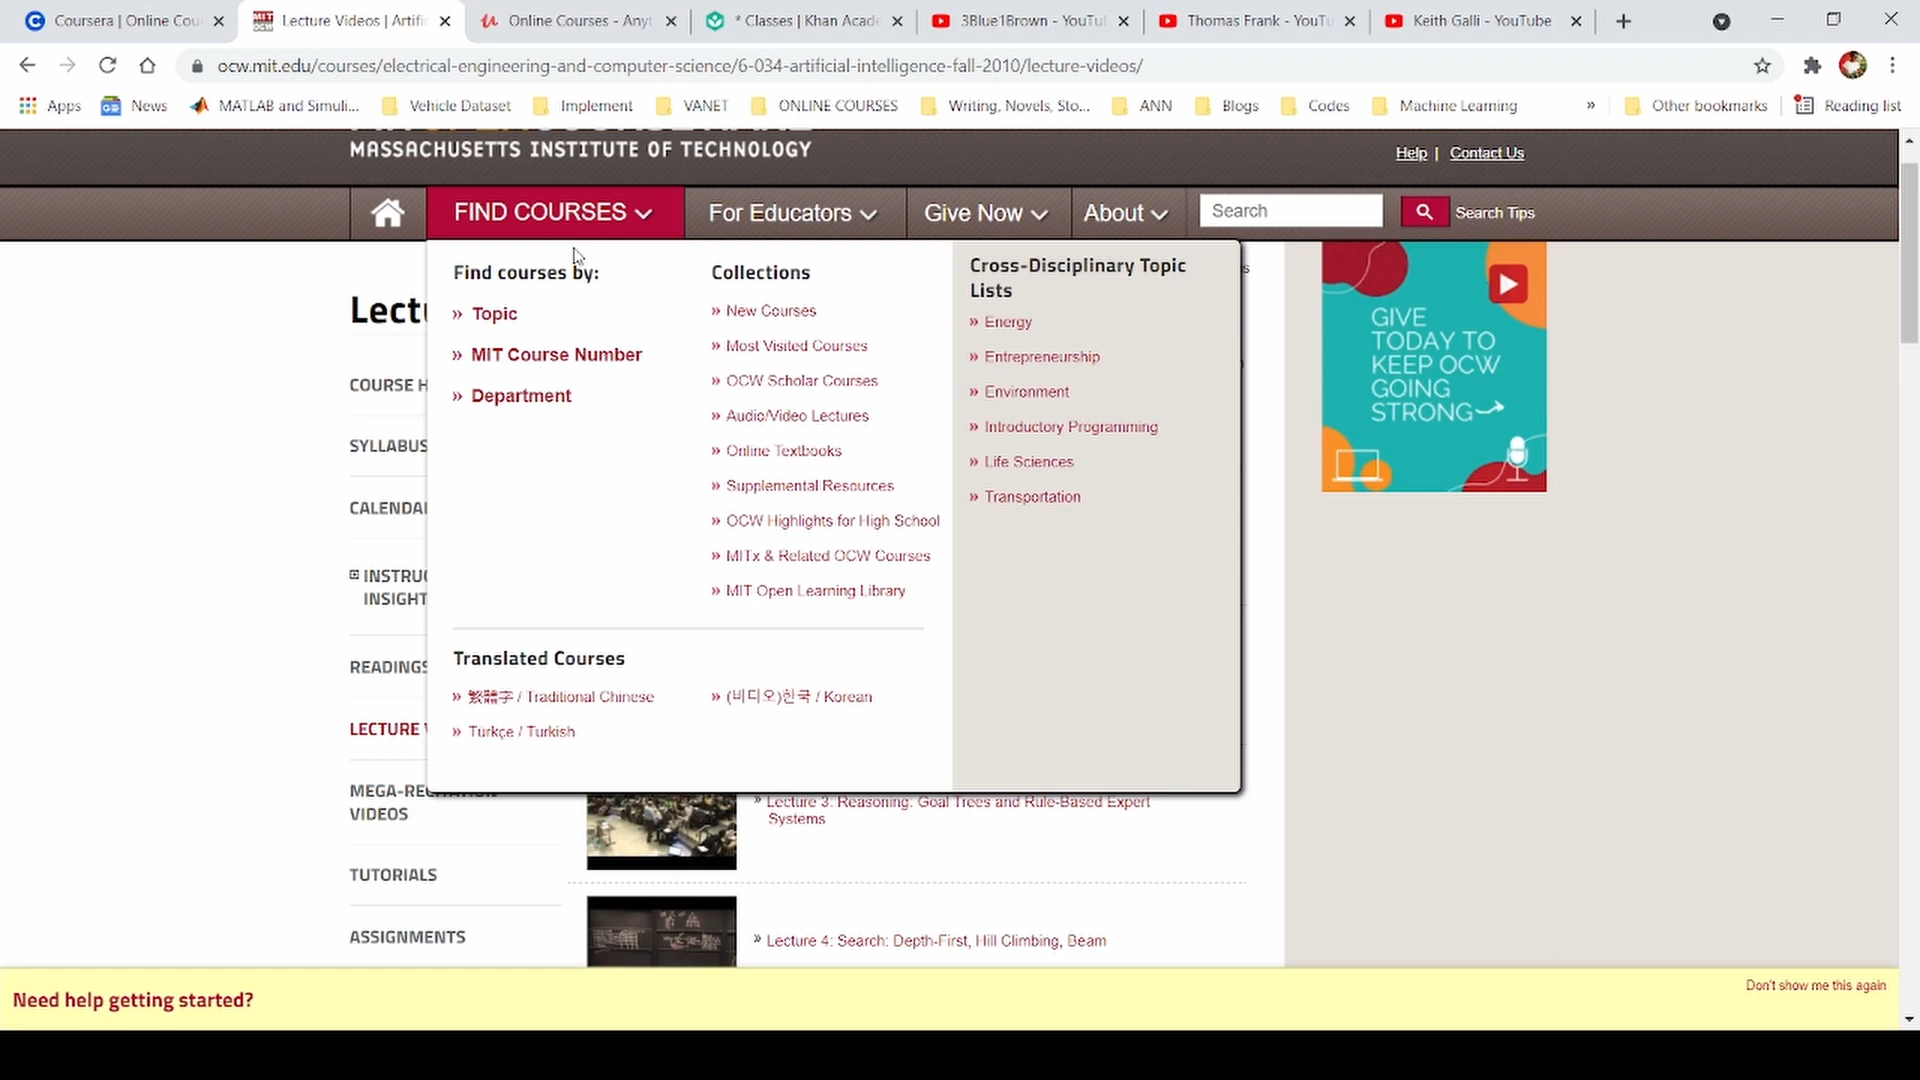 Coursera | Online Cou
Lecture Videos | Artifi
Online Courses - Anyt
* Classes | Khan Acade
3Blue1Brown - YouTu
Thomas Frank - YouTu
Keith Galli - YouTube
ocw.mit.edu/courses/electrical-engineering-and-computer-science/6-034-artificial-intelligence-fall-2010/lecture-videos/
Apps
News
MATLAB and Simuli...
Vehicle Dataset
Implement
VANET
ONLINE COURSES
Writing, Novels, Sto...
ANN
Blogs
Codes
Machine Learning
»
Other bookmarks
Reading list
MASSACHUSETTS INSTITUTE OF TECHNOLOGY
Help | Contact Us
FIND COURSES
For Educators
Give Now
About
Search
Search Tips
Find courses by:
» Topic
» MIT Course Number
» Department
Collections
» New Courses
» Most Visited Courses
» OCW Scholar Courses
» Audio/Video Lectures
» Online Textbooks
» Supplemental Resources
» OCW Highlights for High School
» MITx & Related OCW Courses
» MIT Open Learning Library
Cross-Disciplinary Topic
Lists
» Energy
» Entrepreneurship
» Environment
» Introductory Programming
» Life Sciences
» Transportation
Translated Courses
» 繁體字 / Traditional Chinese
» (비디오)한국 / Korean
» Türkçe / Turkish
Lectu
COURSE H
SYLLABUS
CALENDA
INSTRUC
INSIGHT
READINGS
LECTURE V
MEGA-RECITATION
VIDEOS
TUTORIALS
ASSIGNMENTS
» Lecture 3: Reasoning: Goal Trees and Rule-Based Expert
Systems
» Lecture 4: Search: Depth-First, Hill Climbing, Beam
GIVE
TODAY TO
KEEP OCW
GOING
STRONG
Need help getting started?
Don't show me this again